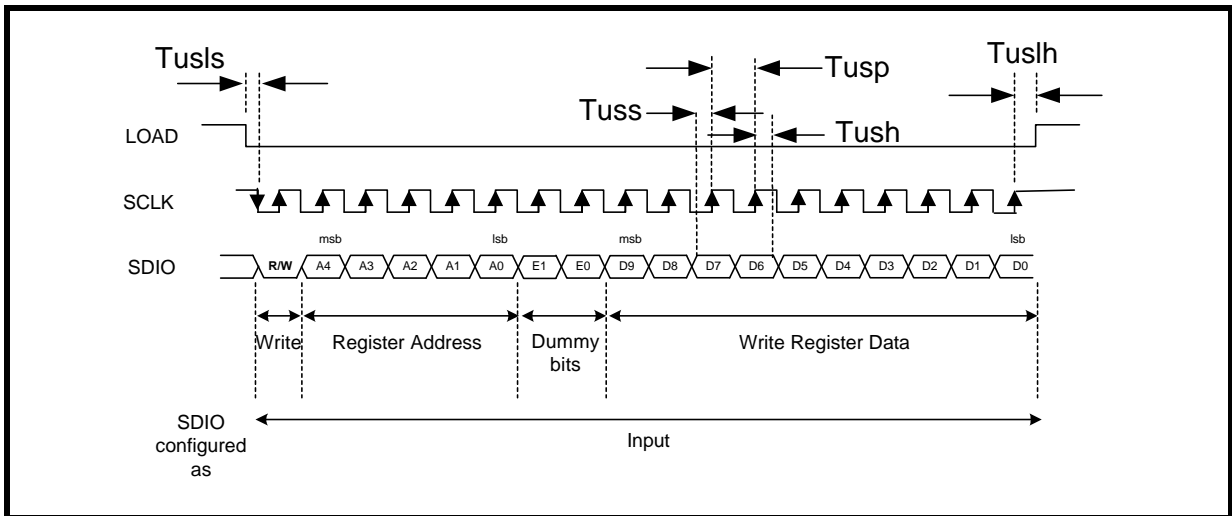 Tusls
Tuslh
Tusp
Tuss
Tush
LOAD
SCLK
msb lsb msb lsb
SDIO R/W A4 A3 A2 A1 A0 E1 E0 D9 D8 D7 D6 D5 D4 D3 D2 D1 D0
Write Register Address Dummy Write Register Data
bits
SDIO
configured
as
Input